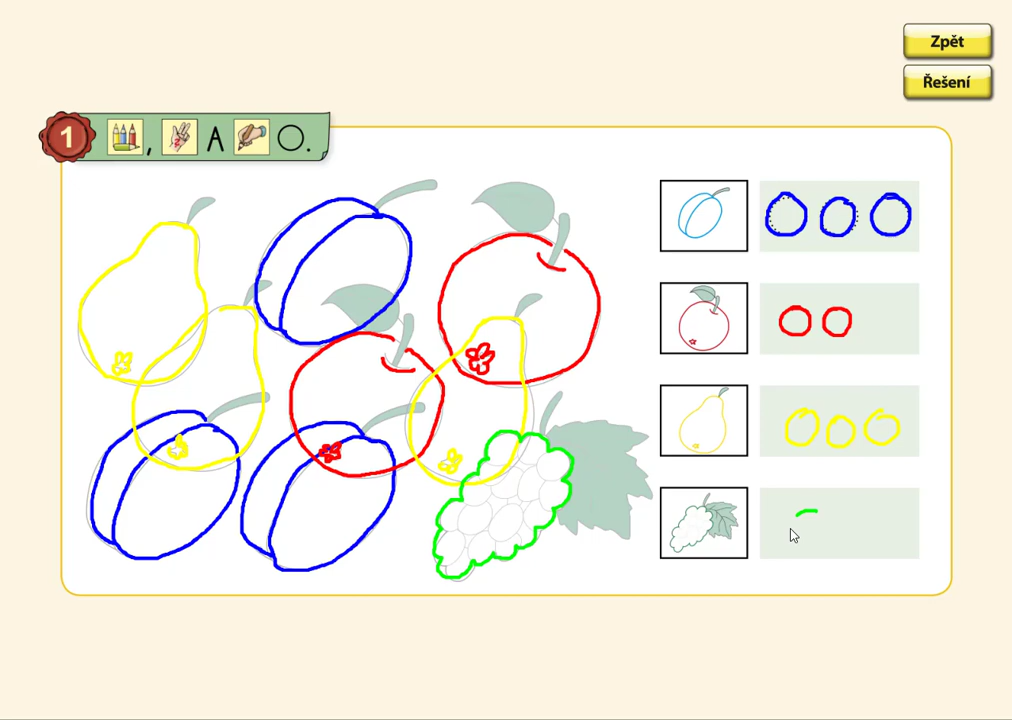 Zpět
Řešení
1 , A .